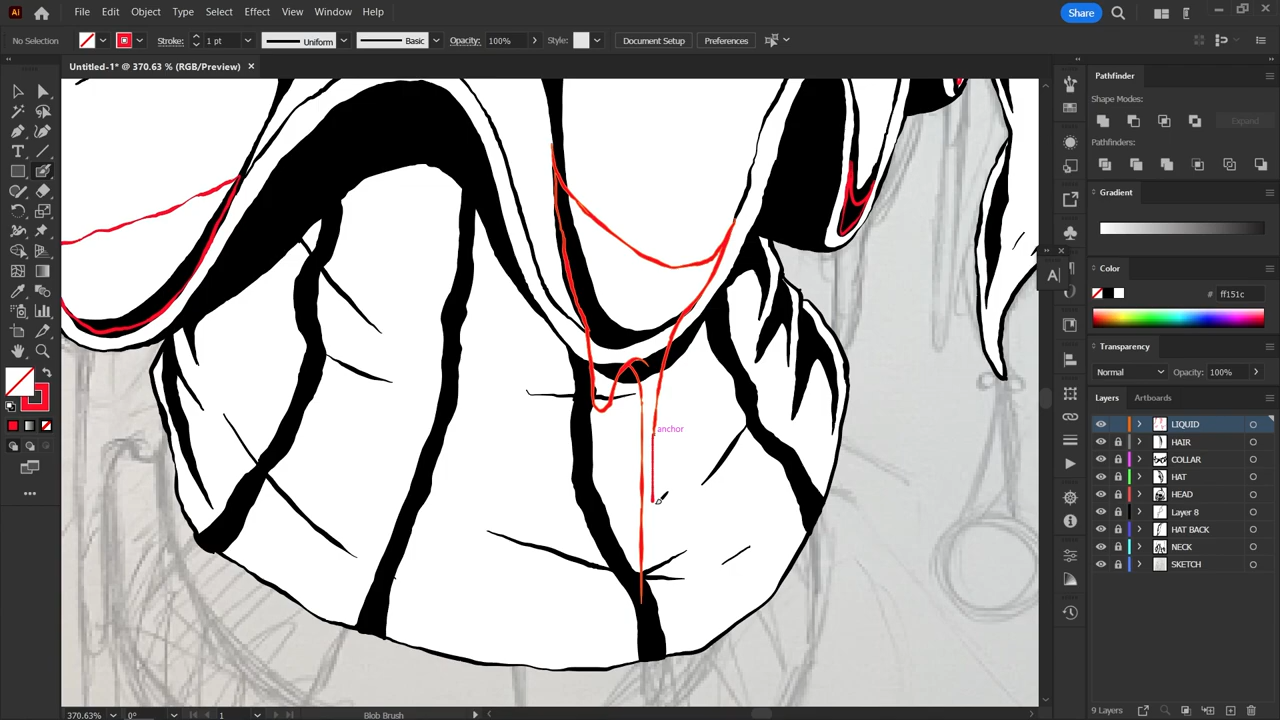 Ai File Edit Object Type Select Effect View Window Help Share
No Selection Stroke: 1 pt Uniform Basic Opacity: 100% Style: Document Setup Preferences
Untitled-1* @ 370.63 % (RGB/Preview)
anchor
Pathfinder
Shape Modes:
Expand
Pathfinders:
Gradient
A
Color
# ff151c
Transparency
Normal Opacity: 100%
Layers Artboards
LIQUID
HAIR
COLLAR
HAT
HEAD
Layer 8
HAT BACK
NECK
SKETCH
9 Layers
370.63% 0° 1 Blob Brush